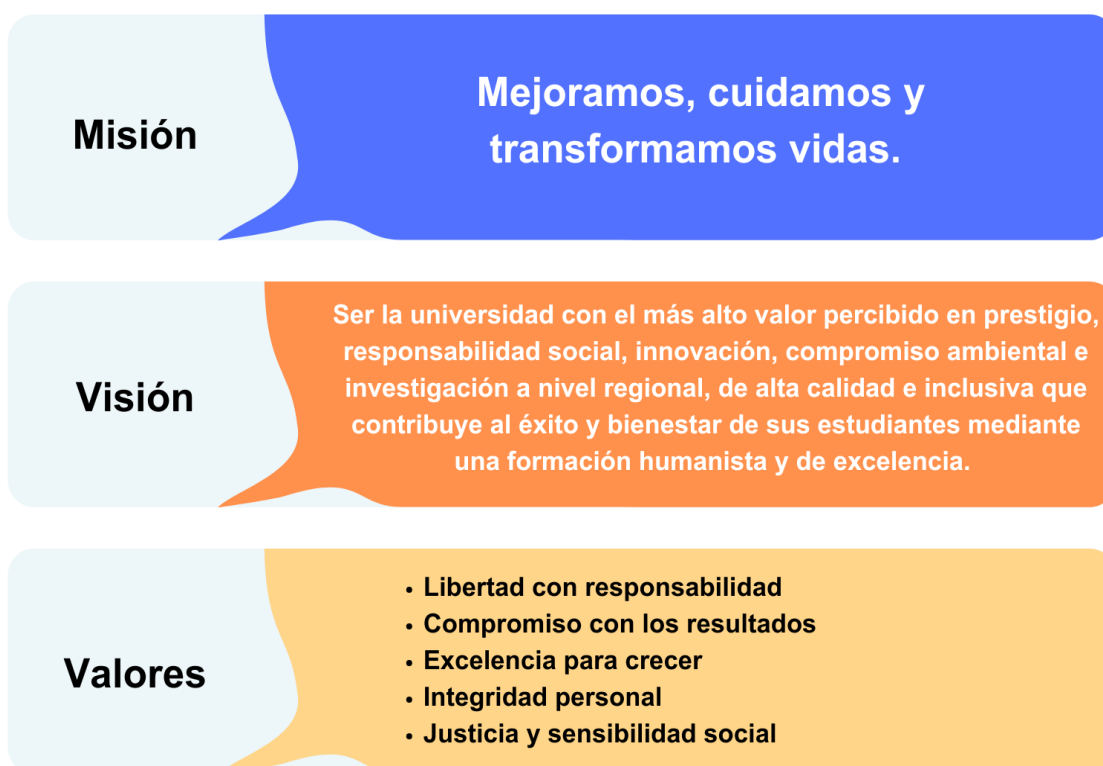 Misión
Mejoramos, cuidamos y
transformamos vidas.
Visión
Ser la universidad con el más alto valor percibido en prestigio,
responsabilidad social, innovación, compromiso ambiental e
investigación a nivel regional, de alta calidad e inclusiva que
contribuye al éxito y bienestar de sus estudiantes mediante
una formación humanista y de excelencia.
Valores
• Libertad con responsabilidad
• Compromiso con los resultados
• Excelencia para crecer
• Integridad personal
• Justicia y sensibilidad social